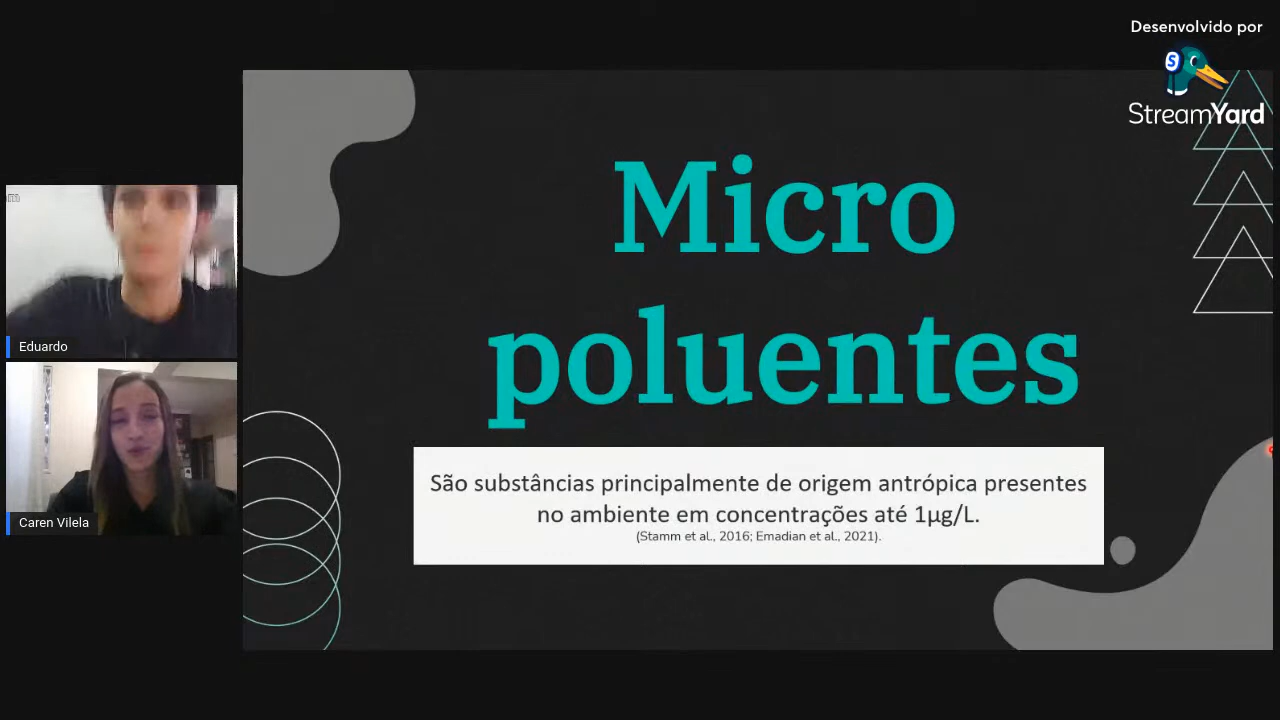 Desenvolvido por
S
StreamYard
Micro
poluentes
São substâncias principalmente de origem antrópica presentes
no ambiente em concentrações até 1µg/L.
(Stamm et al., 2016; Emadian et al., 2021).
Eduardo
Caren Vilela